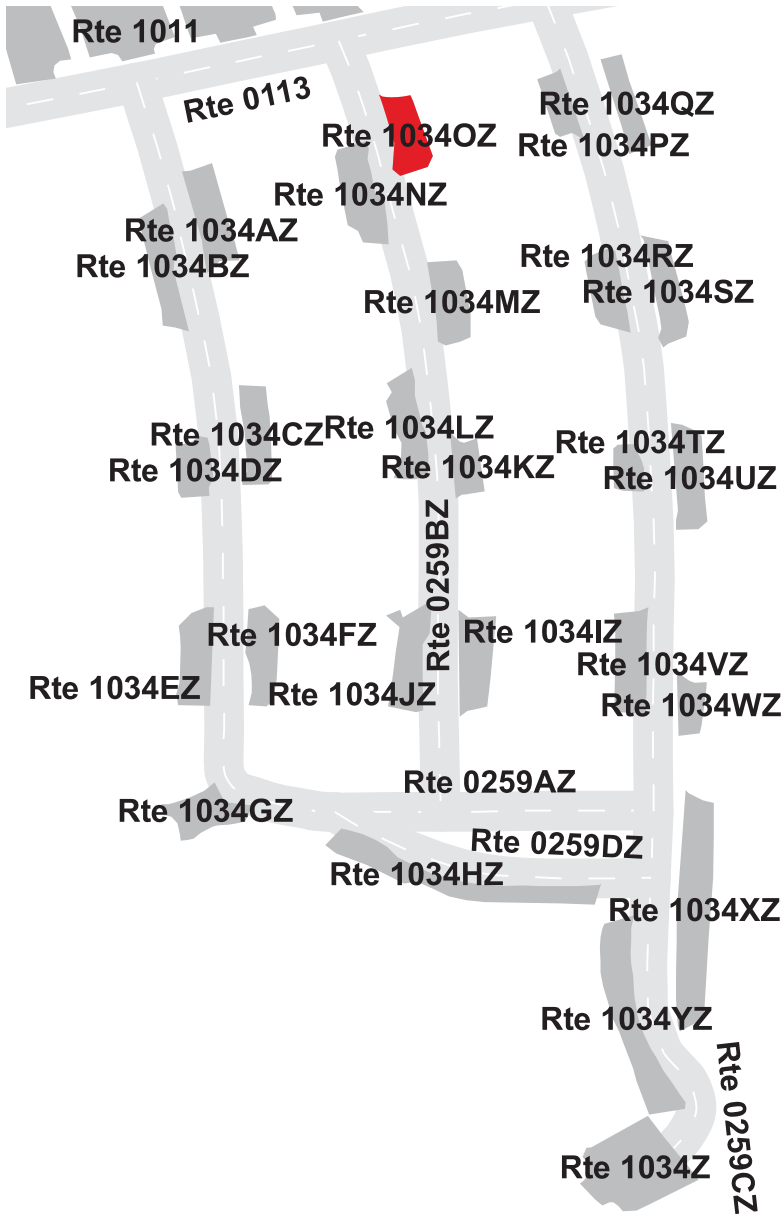 Rte 1011
Rte 0113
Rte 1034QZ
Rte 1034OZ
Rte 1034PZ
Rte 1034NZ
Rte 1034AZ
Rte 1034BZ
Rte 1034RZ
Rte 1034SZ
Rte 1034MZ
Rte 1034CZ
Rte 1034LZ
Rte 1034TZ
Rte 1034DZ
Rte 1034KZ
Rte 1034UZ
Rte 0259BZ
Rte 1034FZ
Rte 1034IZ
Rte 1034VZ
Rte 1034EZ
Rte 1034JZ
Rte 1034WZ
Rte 0259AZ
Rte 1034GZ
Rte 0259DZ
Rte 1034HZ
Rte 1034XZ
Rte 1034YZ
Rte 0259CZ
Rte 1034Z